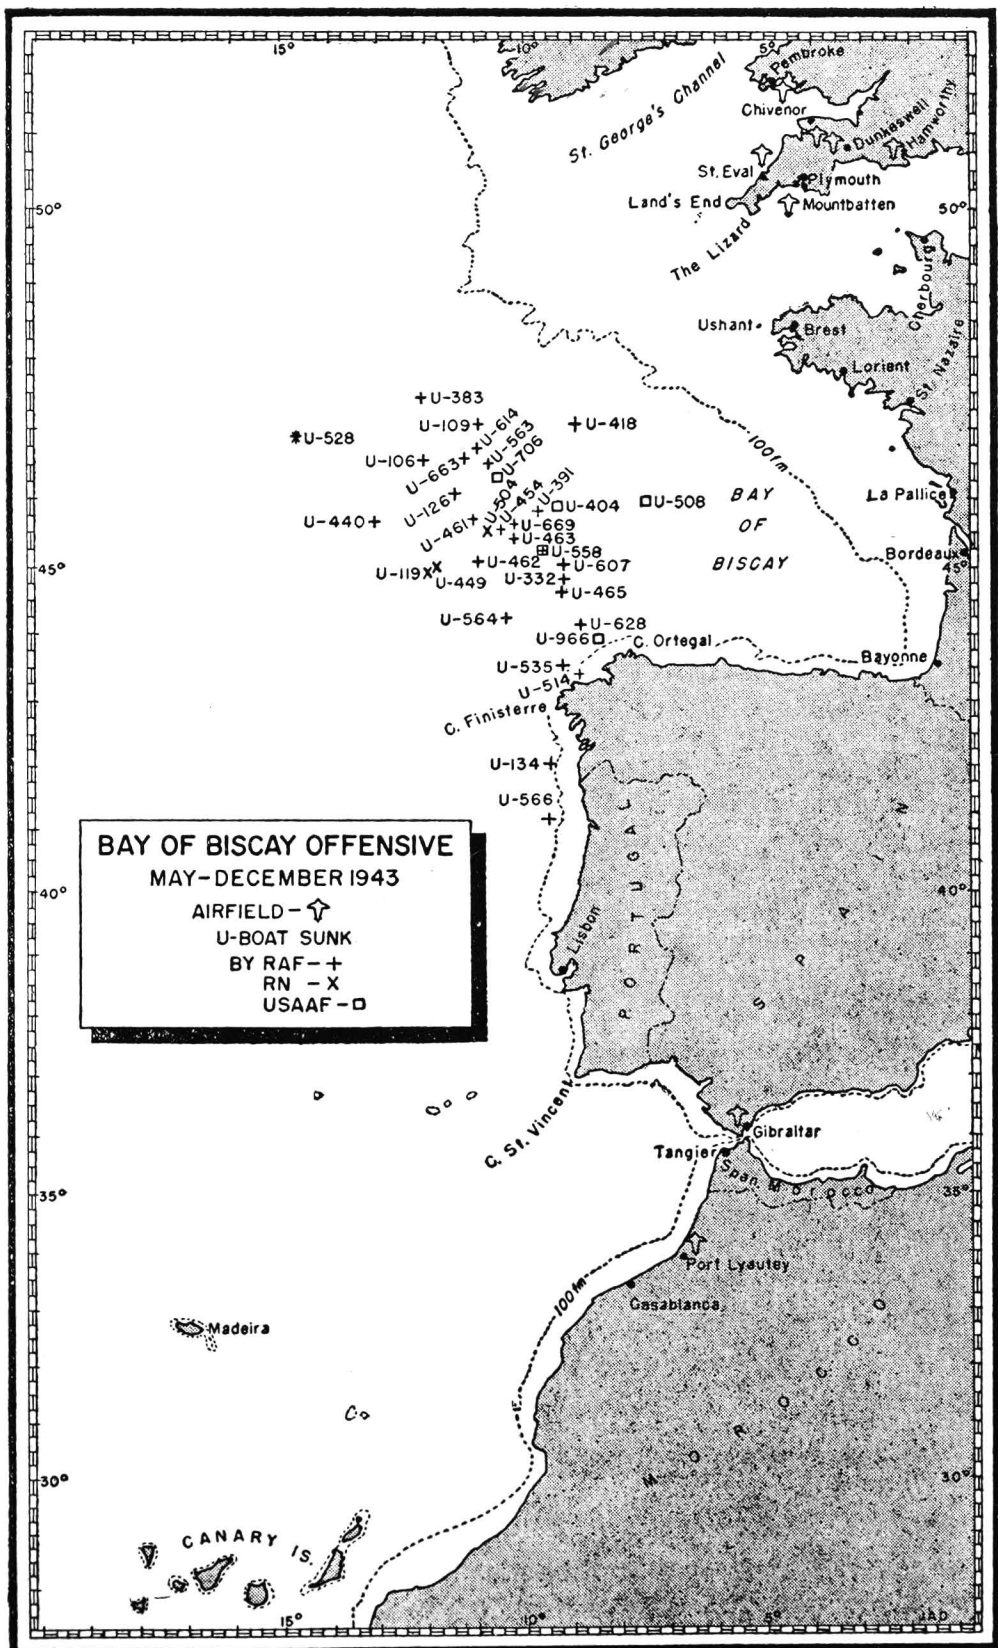 15°
10°
5°
Pembroke
St. George's Channel
Chivenor
Dunkeswell
Hamworthy
St. Eval
Plymouth
Land's End
Mountbatten
50°
50°
The Lizard
Cherbourg
Ushant
Brest
Lorient
St. Nazaire
100 fm
U-383
U-109
U-614
U-563
U-418
U-528
U-706
U-106
U-663
U-126
U-504
U-454
U-391
U-404
U-508
BAY
OF
BISCAY
La Pallice
U-440
U-461
U-669
U-463
U-558
Bordeaux
45°
45°
U-462
U-607
U-119
U-449
U-332
U-465
U-564
U-628
U-966
C. Ortegal
Bayonne
U-535
U-514
C. Finisterre
U-134
U-566
BAY OF BISCAY OFFENSIVE
MAY-DECEMBER 1943
AIRFIELD-
U-BOAT SUNK
BY RAF-+
RN -X
USAAF-□
40°
40°
Lisbon
PORTUGAL
SPAIN
C. St. Vincent
Gibraltar
Tangier
Span. Morocco
35°
35°
Port Lyautey
Casablanca
100 fm
Madeira
MOROCCO
30°
30°
CANARY IS.
15°
10°
5°
JAD